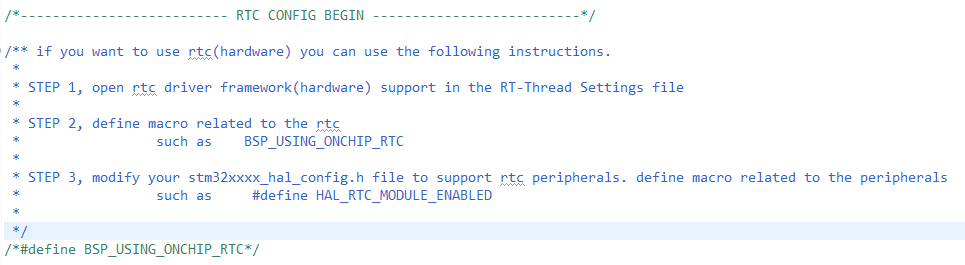 /*-------------------------- RTC CONFIG BEGIN --------------------------*/
/** if you want to use rtc(hardware) you can use the following instructions.
*
* STEP 1, open rtc driver framework(hardware) support in the RT-Thread Settings file
*
* STEP 2, define macro related to the rtc
* such as BSP_USING_ONCHIP_RTC
*
* STEP 3, modify your stm32xxxx_hal_config.h file to support rtc peripherals. define macro related to the peripherals
* such as #define HAL_RTC_MODULE_ENABLED
*
*/
/*#define BSP_USING_ONCHIP_RTC*/